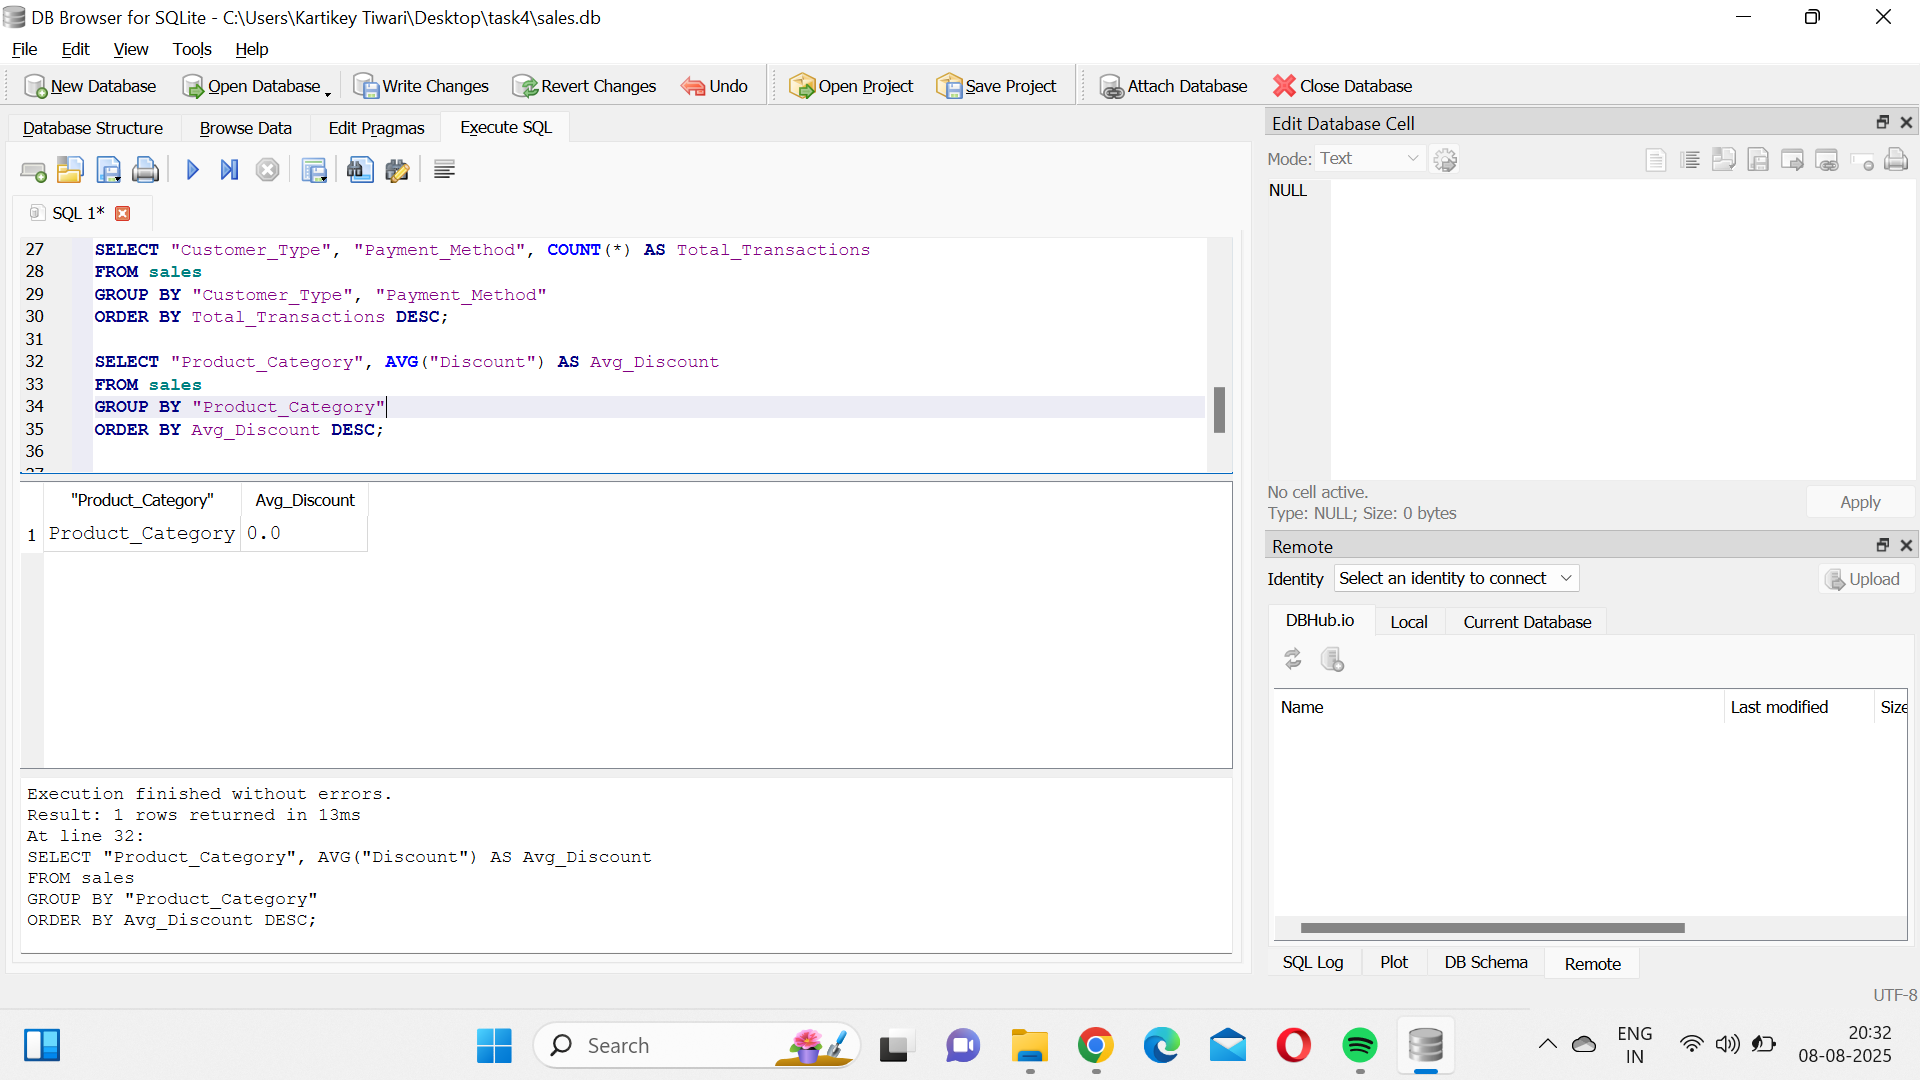 DB Browser for SQLite - C:\Users\Kartikey Tiwari\Desktop\task4\sales.db
File Edit View Tools Help
New Database Open Database Write Changes Revert Changes Undo Open Project Save Project Attach Database Close Database
Database Structure Browse Data Edit Pragmas Execute SQL
SQL 1*
27 SELECT "Customer_Type", "Payment_Method", COUNT(*) AS Total_Transactions
28 FROM sales
29 GROUP BY "Customer_Type", "Payment_Method"
30 ORDER BY Total_Transactions DESC;
31
32 SELECT "Product_Category", AVG("Discount") AS Avg_Discount
33 FROM sales
34 GROUP BY "Product_Category"
35 ORDER BY Avg_Discount DESC;
36
"Product_Category" Avg_Discount
1 Product_Category 0.0
Execution finished without errors.
Result: 1 rows returned in 13ms
At line 32:
SELECT "Product_Category", AVG("Discount") AS Avg_Discount
FROM sales
GROUP BY "Product_Category"
ORDER BY Avg_Discount DESC;
Edit Database Cell
Mode: Text
NULL
No cell active.
Type: NULL; Size: 0 bytes
Apply
Remote
Identity Select an identity to connect Upload
DBHub.io Local Current Database
Name Last modified Size
SQL Log Plot DB Schema Remote
UTF-8
Search
ENG
IN
20:32
08-08-2025